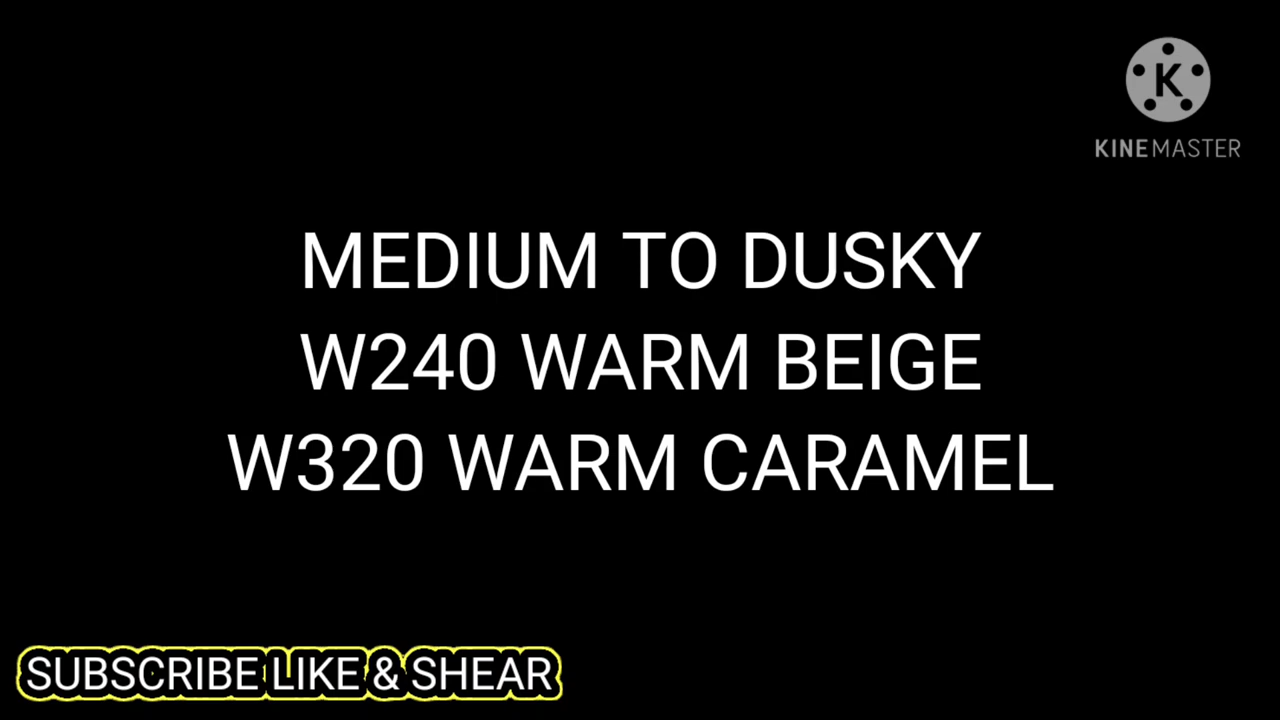 K
KINEMASTER
MEDIUM TO DUSKY
W240 WARM BEIGE
W320 WARM CARAMEL
SUBSCRIBE LIKE & SHEAR